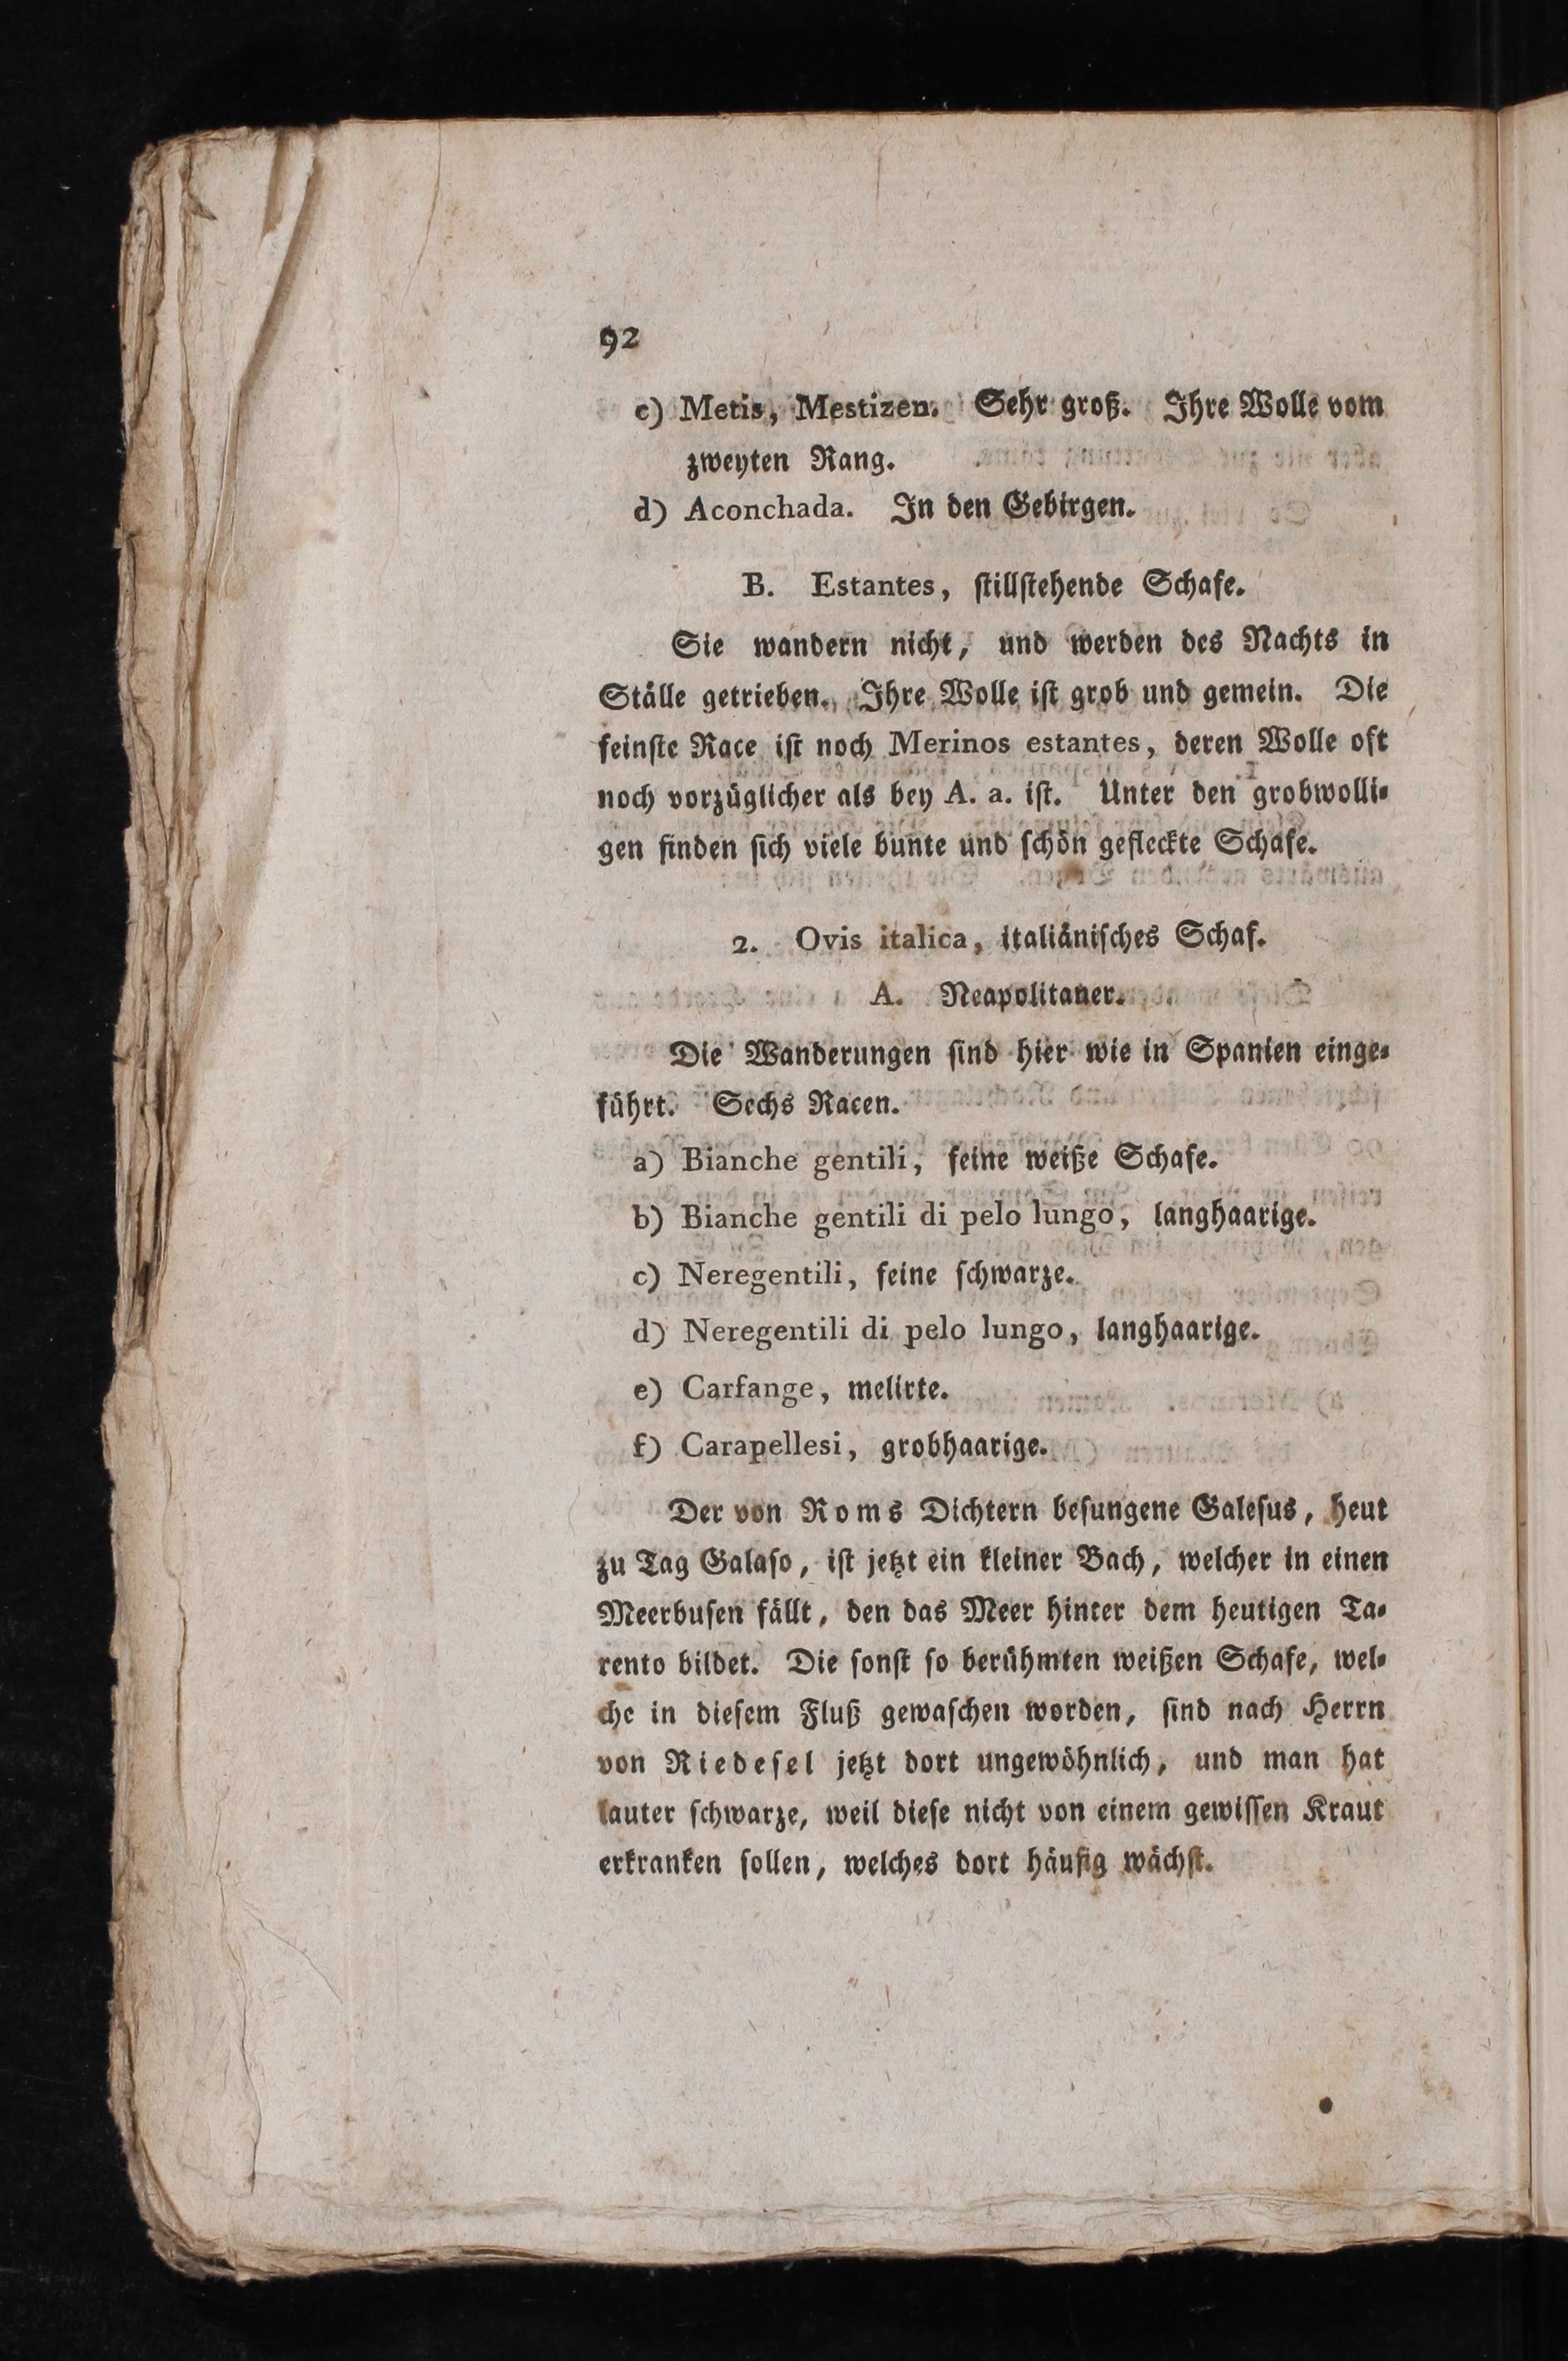 92
c) Metis, Mestizen. Sehr groß. Ihre Wolle vom
zweyten Rang.
d) Aconchada. In den Gebirgen.
B. Estantes, ſtillſtehende Schafe.
Sie wandern nicht, und werden des Nachts in
Ställe getrieben. Ihre Wolle iſt grob und gemein. Die
feinſte Race iſt noch Merinos estantes, deren Wolle oft
noch vorzüglicher als bey A. a. iſt. Unter den grobwolli-
gen finden ſich viele bunte und ſchön gefleckte Schafe.
2. Ovis italica, italiäniſches Schaf.
A. Neapolitaner.
Die Wanderungen ſind hier wie in Spanien einge-
führt. Sechs Racen.
a) Bianche gentili, feine weiße Schafe.
b) Bianche gentili di pelo lungo, langhaarige.
c) Neregentili, feine ſchwarze.
d) Neregentili di pelo lungo, langhaarige.
e) Carfange, melirte.
f) Carapellesi, grobhaarige.
Der von Roms Dichtern beſungene Galeſus, heut
zu Tag Galaſo, iſt jetzt ein kleiner Bach, welcher in einen
Meerbuſen fällt, den das Meer hinter dem heutigen Ta-
rento bildet. Die ſonſt ſo berühmten weißen Schafe, wel-
che in dieſem Fluß gewaſchen worden, ſind nach Herrn
von Riedeſel jetzt dort ungewöhnlich, und man hat
lauter ſchwarze, weil dieſe nicht von einem gewiſſen Kraut
erkranken ſollen, welches dort häufig wächſt.